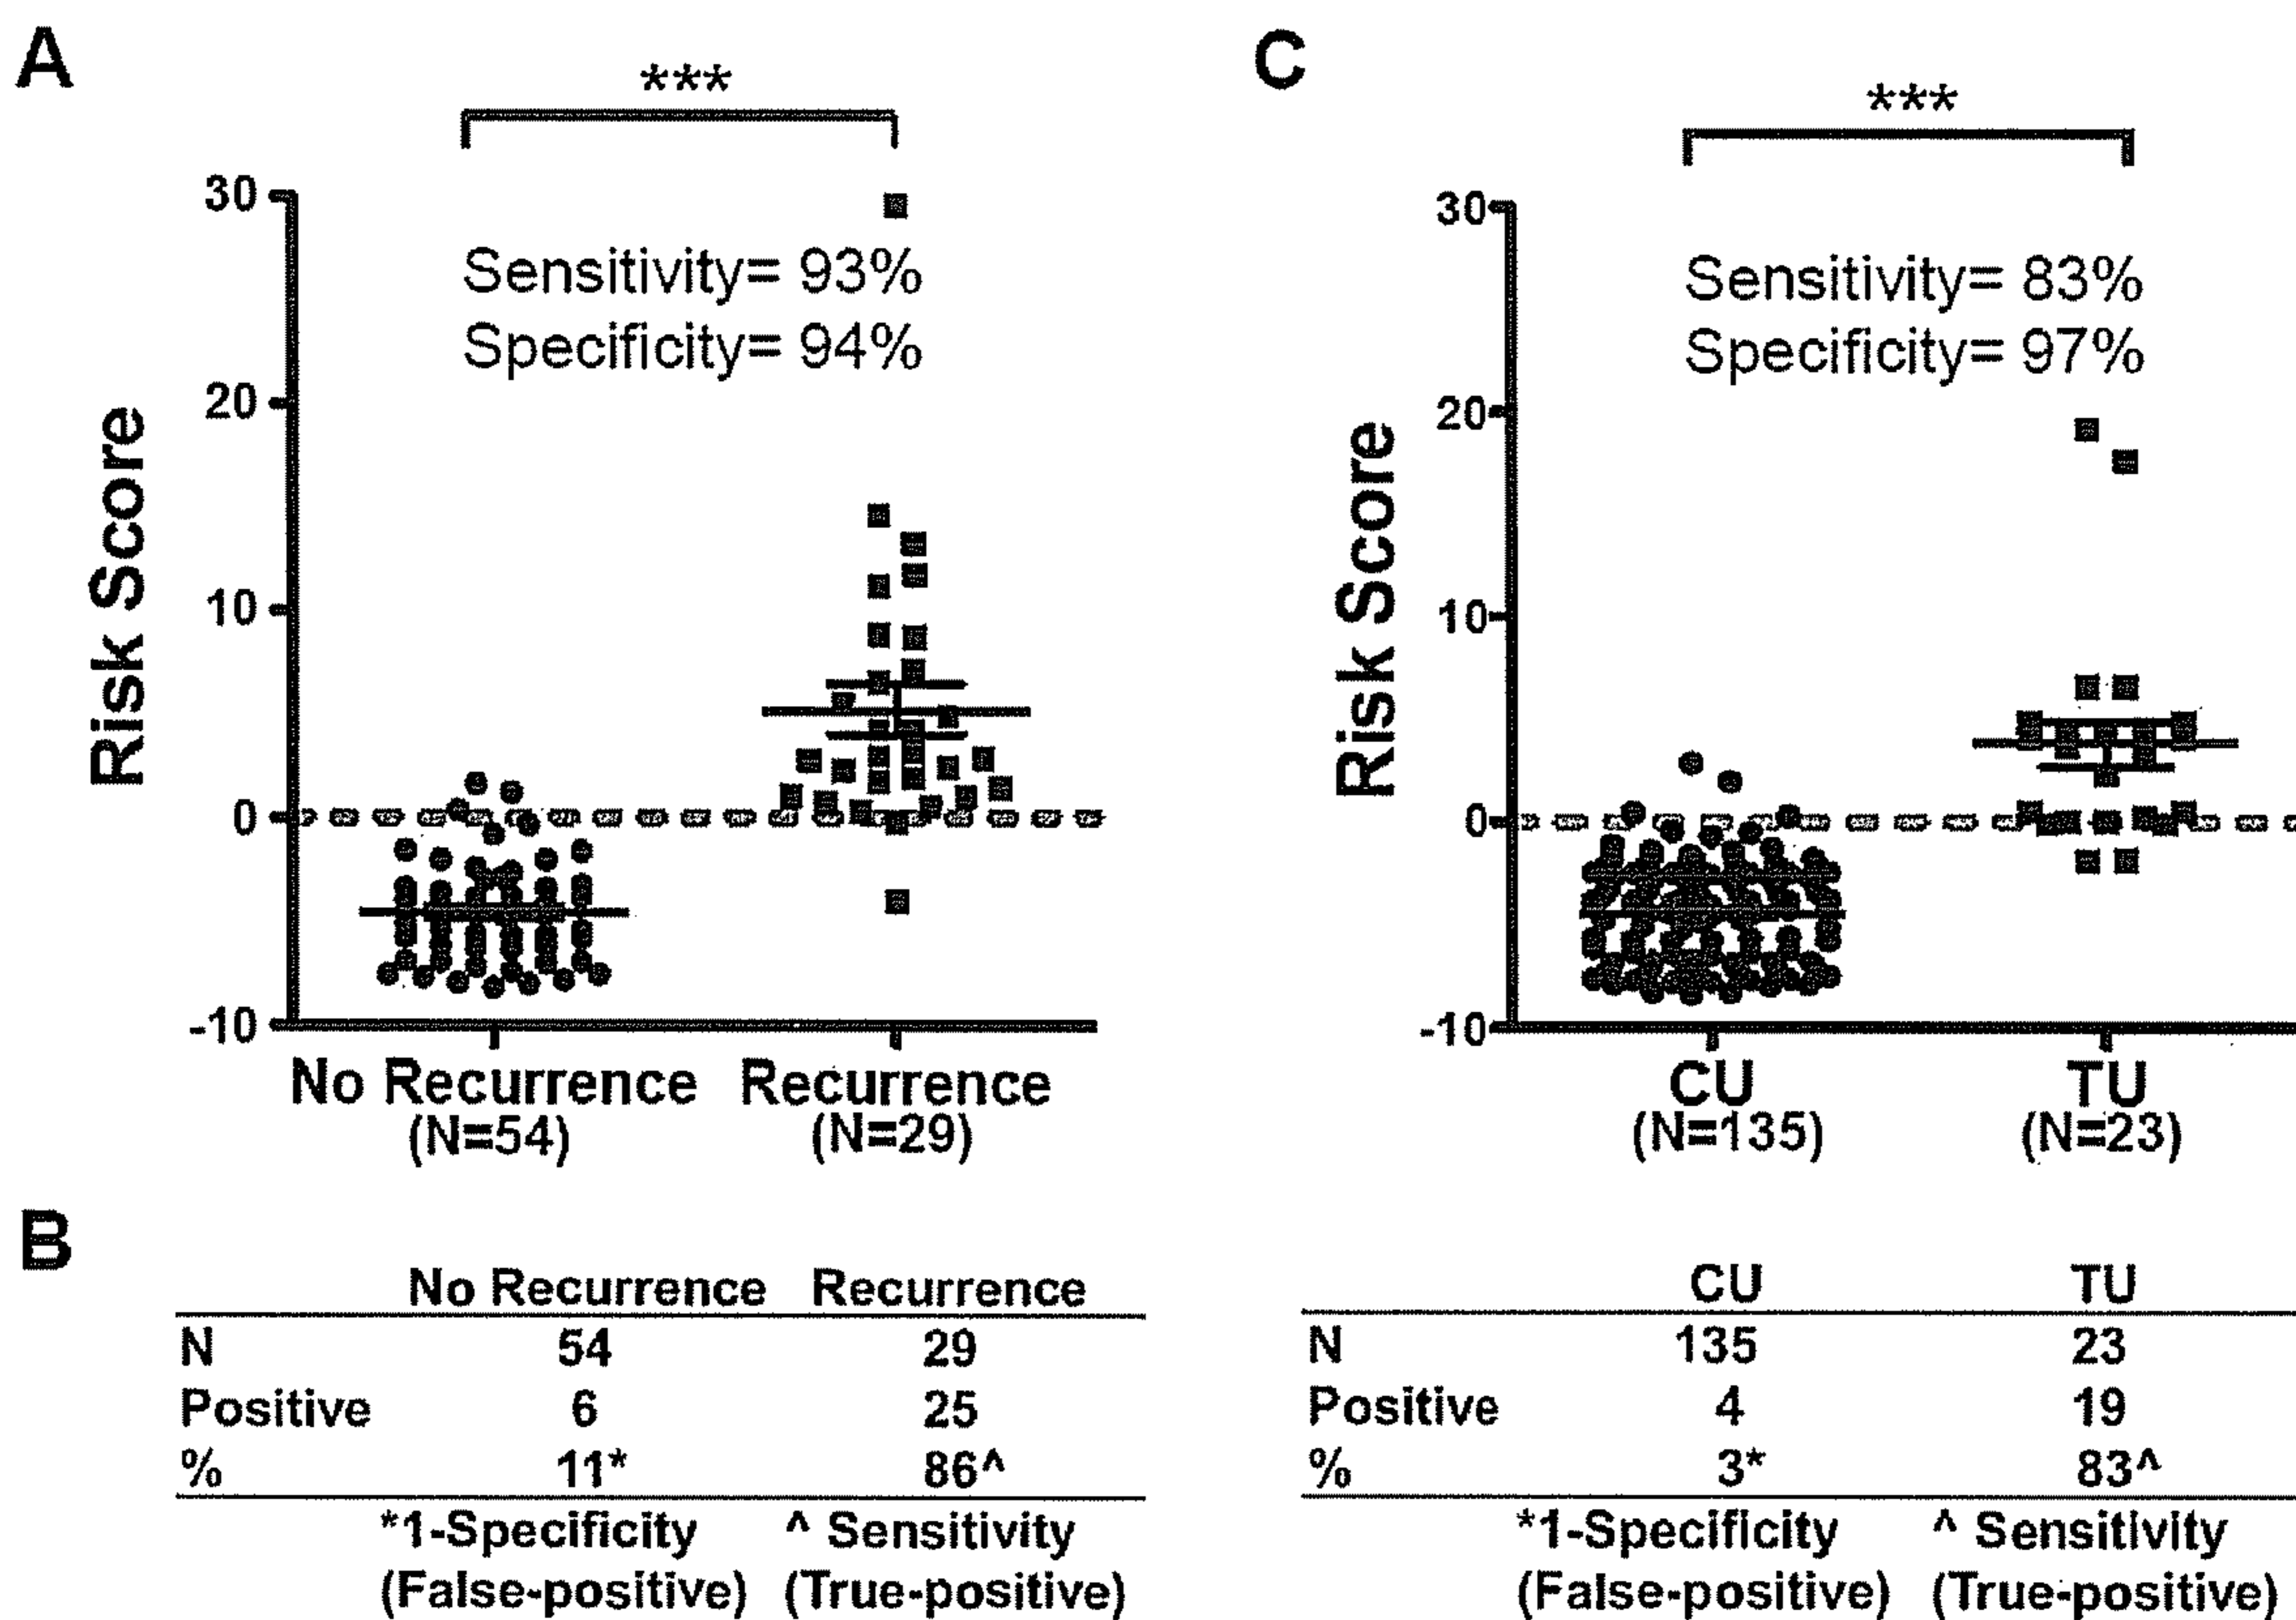 A
***
30
Sensitivity= 93%
Specificity= 94%
20
10
0
-10
Risk Score
No Recurrence Recurrence
(N=54) (N=29)
C
***
30
Sensitivity= 83%
Specificity= 97%
20
10
0
-10
Risk Score
CU TU
(N=135) (N=23)
B
No Recurrence Recurrence
N 54 29
Positive 6 25
% 11* 86^
*1-Specificity ^ Sensitivity
(False-positive) (True-positive)
CU TU
N 135 23
Positive 4 19
% 3* 83^
*1-Specificity ^ Sensitivity
(False-positive) (True-positive)